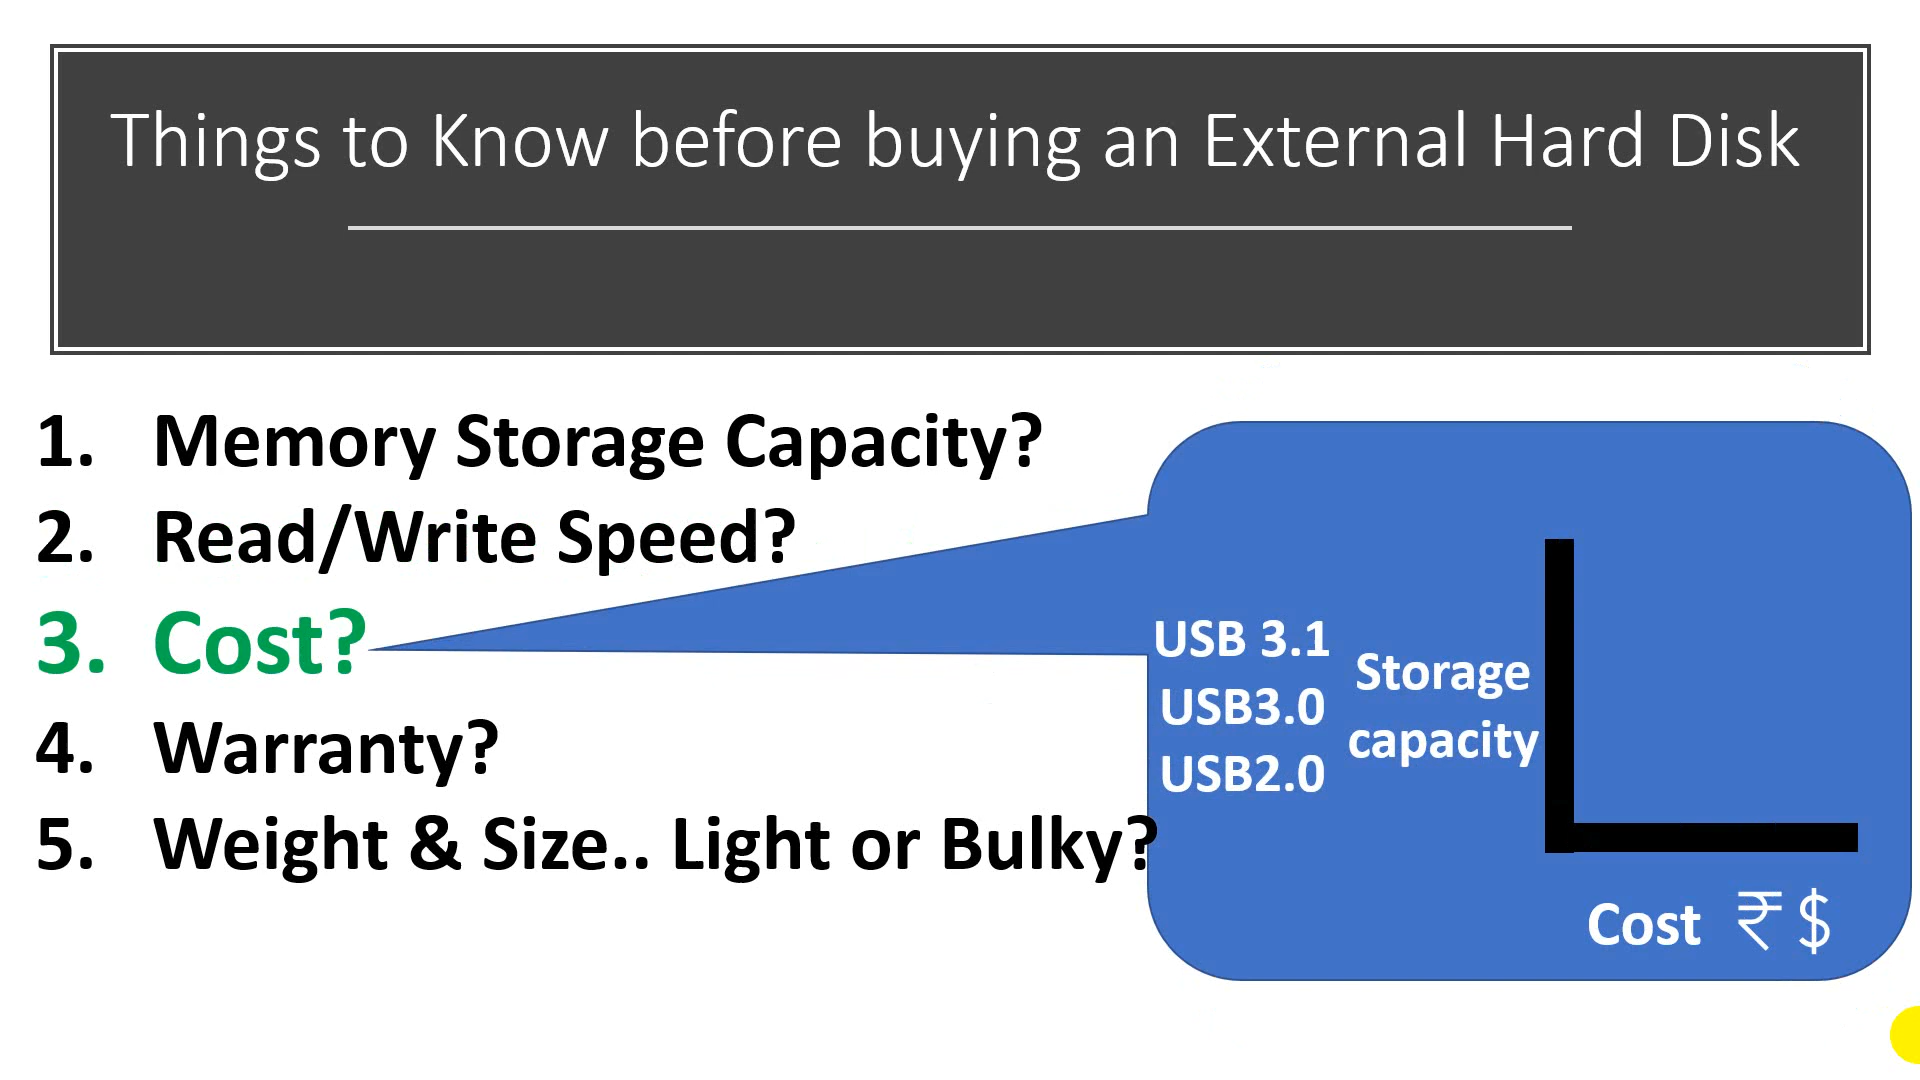 Things to Know before buying an External Hard Disk
1. Memory Storage Capacity?
2. Read/Write Speed?
3. Cost?
4. Warranty?
5. Weight & Size.. Light or Bulky?
USB 3.1
USB3.0
USB2.0
Storage
capacity
Cost ₹ $